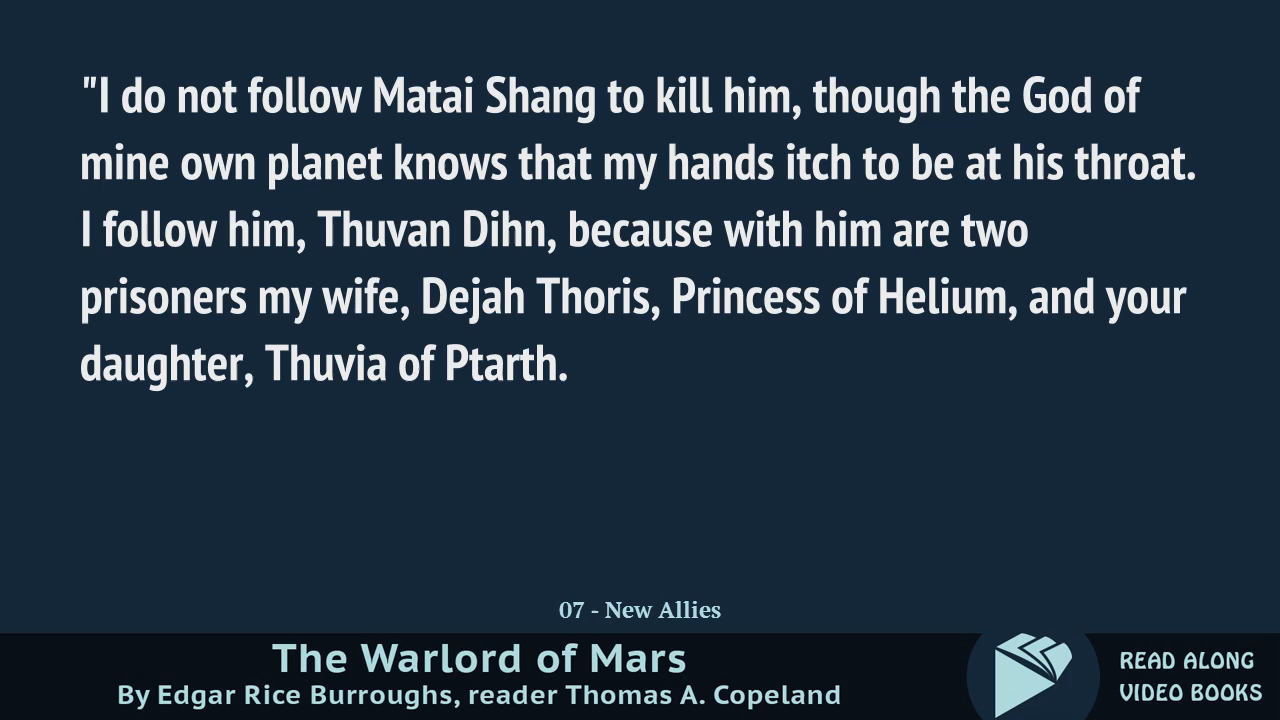 "I do not follow Matai Shang to kill him, though the God of
mine own planet knows that my hands itch to be at his throat.
I follow him, Thuvan Dihn, because with him are two
prisoners my wife, Dejah Thoris, Princess of Helium, and your
daughter, Thuvia of Ptarth.
07 - New Allies
The Warlord of Mars
By Edgar Rice Burroughs, reader Thomas A. Copeland
READ ALONG
VIDEO BOOKS